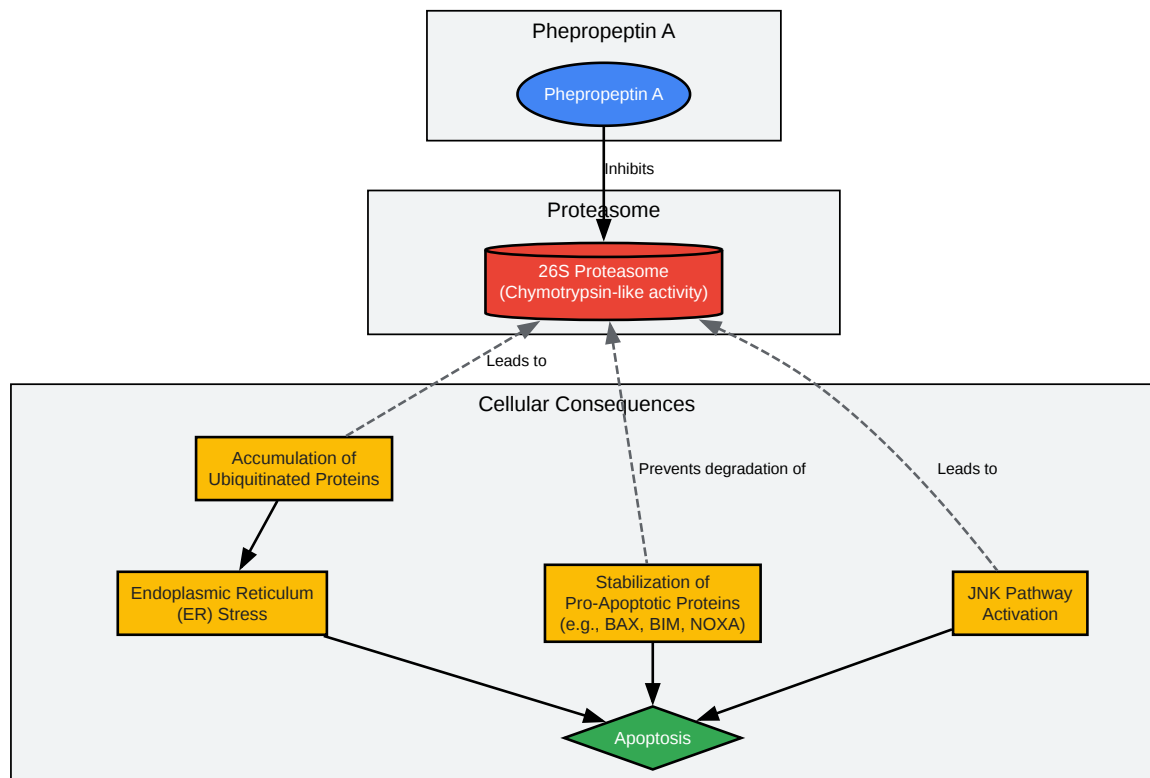 Phepropeptin A
Phepropeptin A
Inhibits
Proteasome
26S Proteasome
(Chymotrypsin-like activity)
Leads to
Cellular Consequences
Accumulation of
Ubiquitinated Proteins
Prevents degradation of
Leads to
Endoplasmic Reticulum
(ER) Stress
Stabilization of
Pro-Apoptotic Proteins
(e.g., BAX, BIM, NOXA)
JNK Pathway
Activation
Apoptosis